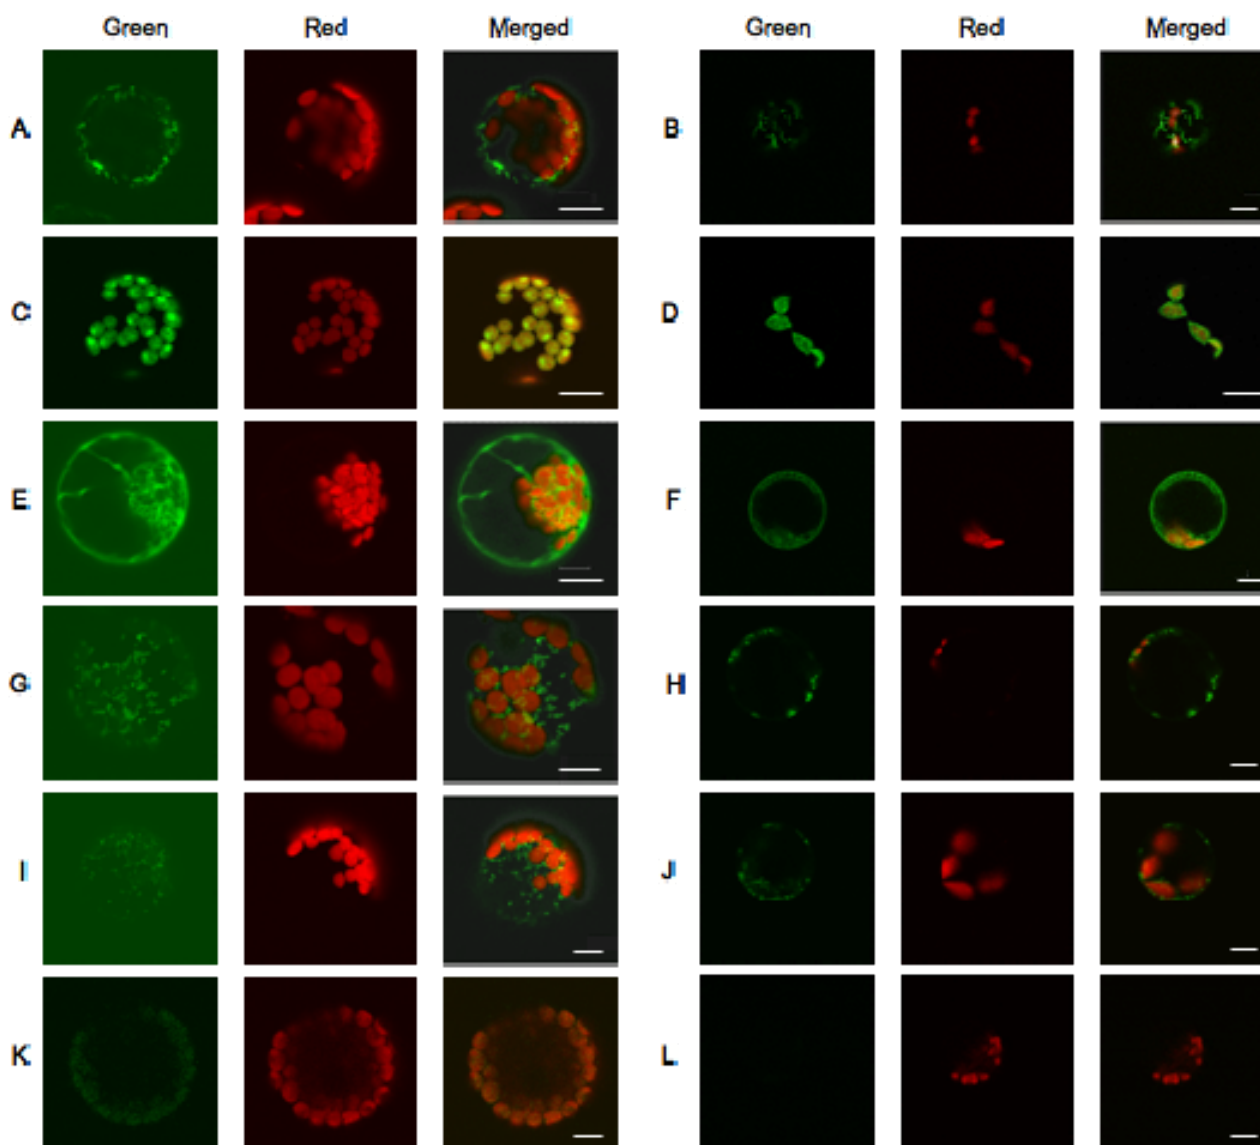 Green Red Merged Green Red Merged
A. B
C D
E F
G H
I J
K L